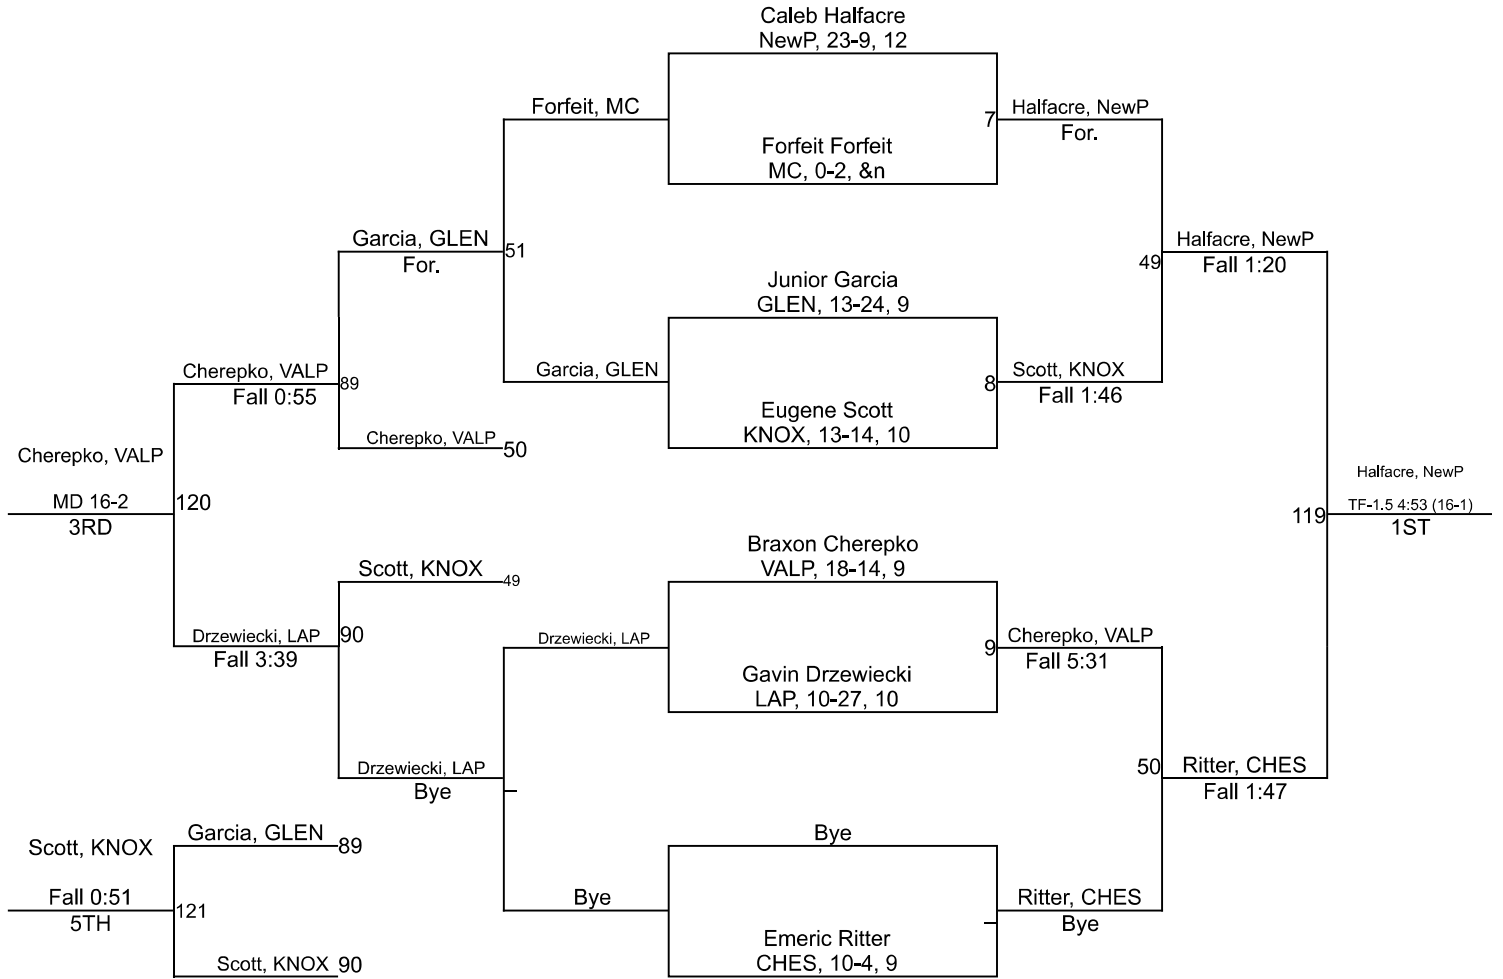 Caleb Halfacre
NewP, 23-9, 12
Forfeit, MC
7
Halfacre, NewP
For.
Forfeit Forfeit
MC, 0-2, &n
Garcia, GLEN
For.
51
Halfacre, NewP
Fall 1:20
49
Junior Garcia
GLEN, 13-24, 9
Garcia, GLEN
8
Scott, KNOX
Fall 1:46
Cherepko, VALP
Fall 0:55
89
Eugene Scott
KNOX, 13-14, 10
Cherepko, VALP
50
Cherepko, VALP
MD 16-2
3RD
120
Halfacre, NewP
TF-1.5 4:53 (16-1)
1ST
119
Braxon Cherepko
VALP, 18-14, 9
Scott, KNOX
49
Drzewiecki, LAP
Fall 3:39
90
Drzewiecki, LAP
9
Cherepko, VALP
Fall 5:31
Gavin Drzewiecki
LAP, 10-27, 10
Drzewiecki, LAP
Bye
50
Ritter, CHES
Fall 1:47
Garcia, GLEN
89
Bye
Scott, KNOX
Fall 0:51
5TH
121
Bye
Ritter, CHES
Bye
Emeric Ritter
CHES, 10-4, 9
Scott, KNOX
90